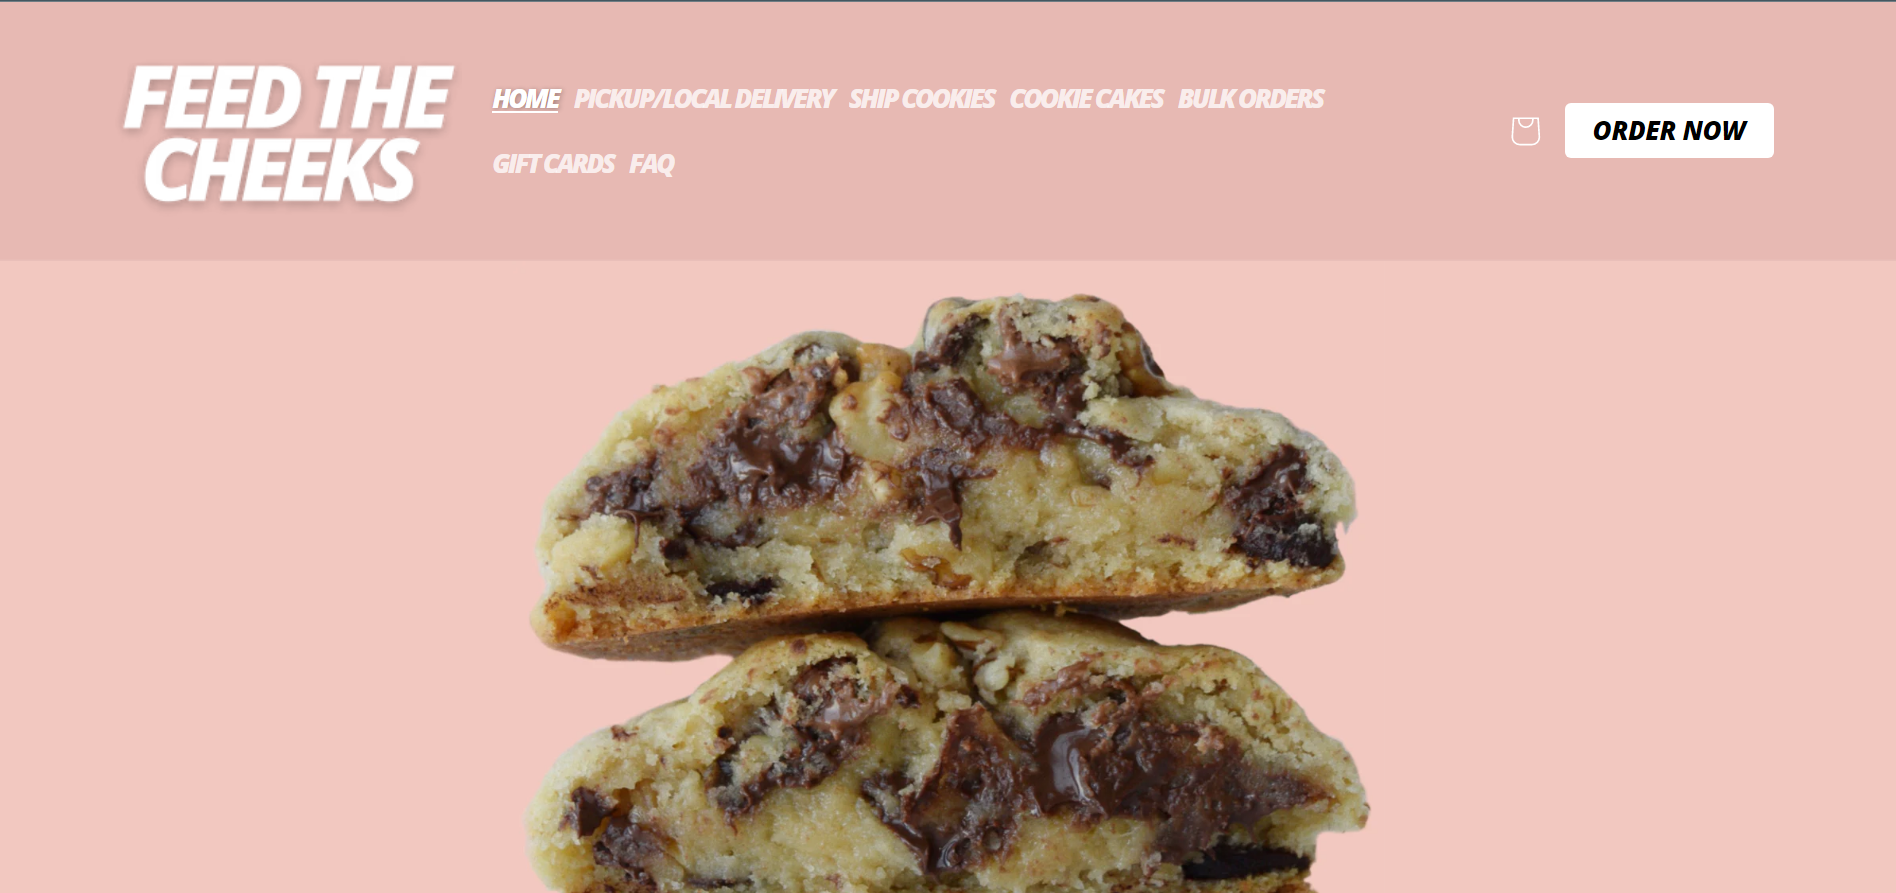 FEED THE
CHEEKS
HOME PICKUP/LOCAL DELIVERY SHIP COOKIES COOKIE CAKES BULK ORDERS
GIFT CARDS FAQ
ORDER NOW